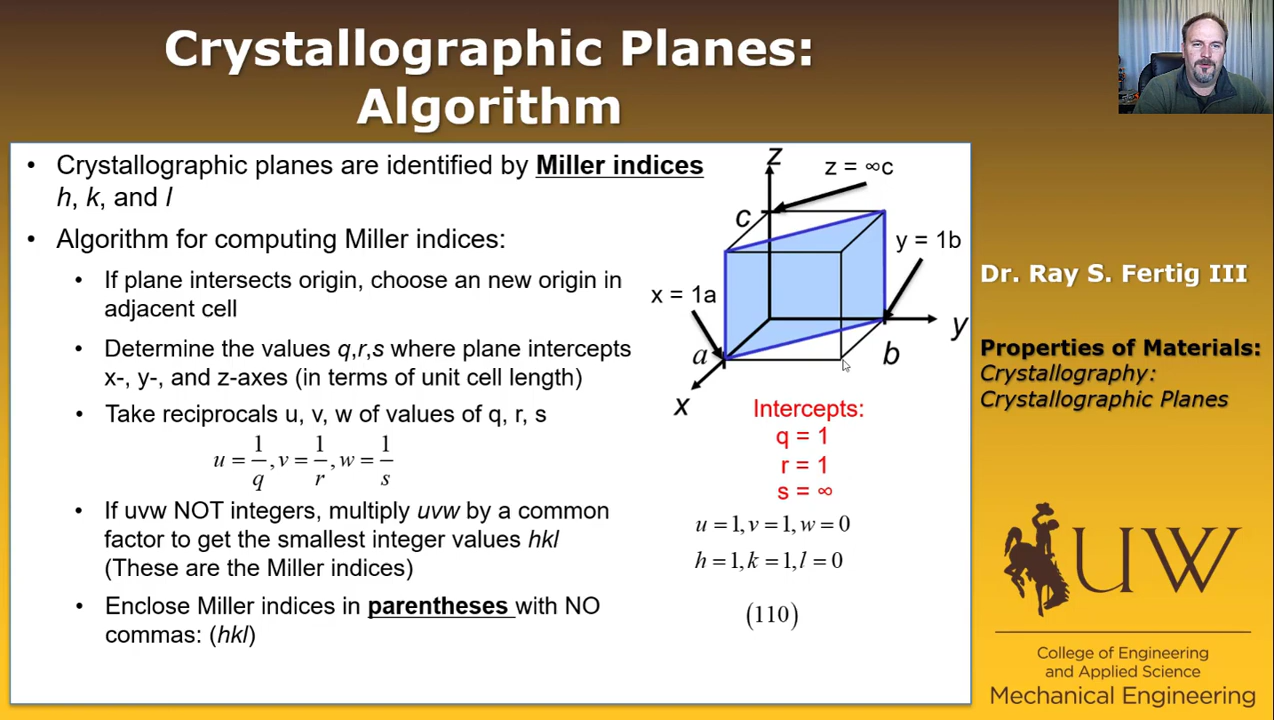 Crystallographic Planes:
Algorithm
• Crystallographic planes are identified by Miller indices
h, k, and l
• Algorithm for computing Miller indices:
• If plane intersects origin, choose an new origin in
adjacent cell
• Determine the values q,r,s where plane intercepts
x-, y-, and z-axes (in terms of unit cell length)
• Take reciprocals u, v, w of values of q, r, s
u = 1/q, v = 1/r, w = 1/s
• If uvw NOT integers, multiply uvw by a common
factor to get the smallest integer values hkl
(These are the Miller indices)
• Enclose Miller indices in parentheses with NO
commas: (hkl)
z
z = ∞c
c
y = 1b
x = 1a
y
a
b
x
Intercepts:
q = 1
r = 1
s = ∞
u = 1, v = 1, w = 0
h = 1, k = 1, l = 0
(110)
Dr. Ray S. Fertig III
Properties of Materials:
Crystallography:
Crystallographic Planes
UW
College of Engineering
and Applied Science
Mechanical Engineering